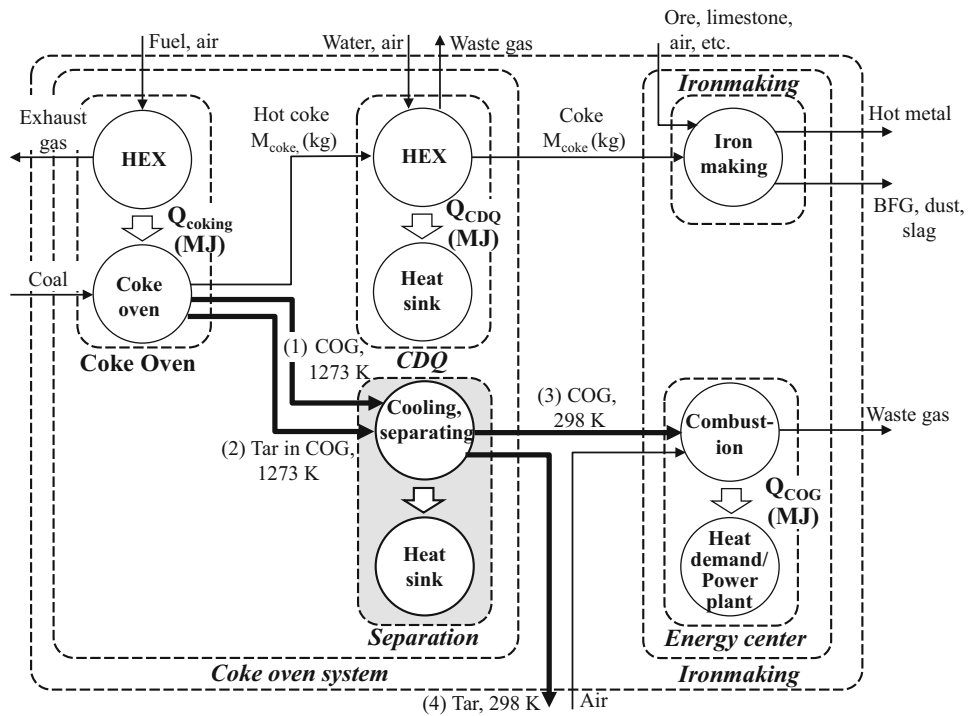 Ore, limestone,
air, etc.
Fuel, air
Water, air
Waste gas
Ironmaking
Exhaust
gas
HEX
Hot coke
M_coke, (kg)
HEX
Coke
M_coke (kg)
Iron
making
Hot metal
BFG, dust,
slag
Q_coking
(MJ)
Q_CDQ
(MJ)
Coal
Coke
oven
Heat
sink
Coke Oven
CDQ
(1) COG,
1273 K
Cooling,
separating
(3) COG,
298 K
Combust-
ion
Waste gas
(2) Tar in COG,
1273 K
Q_COG
(MJ)
Heat
sink
Heat
demand/
Power
plant
Separation
Energy center
Coke oven system
Ironmaking
(4) Tar, 298 K
Air